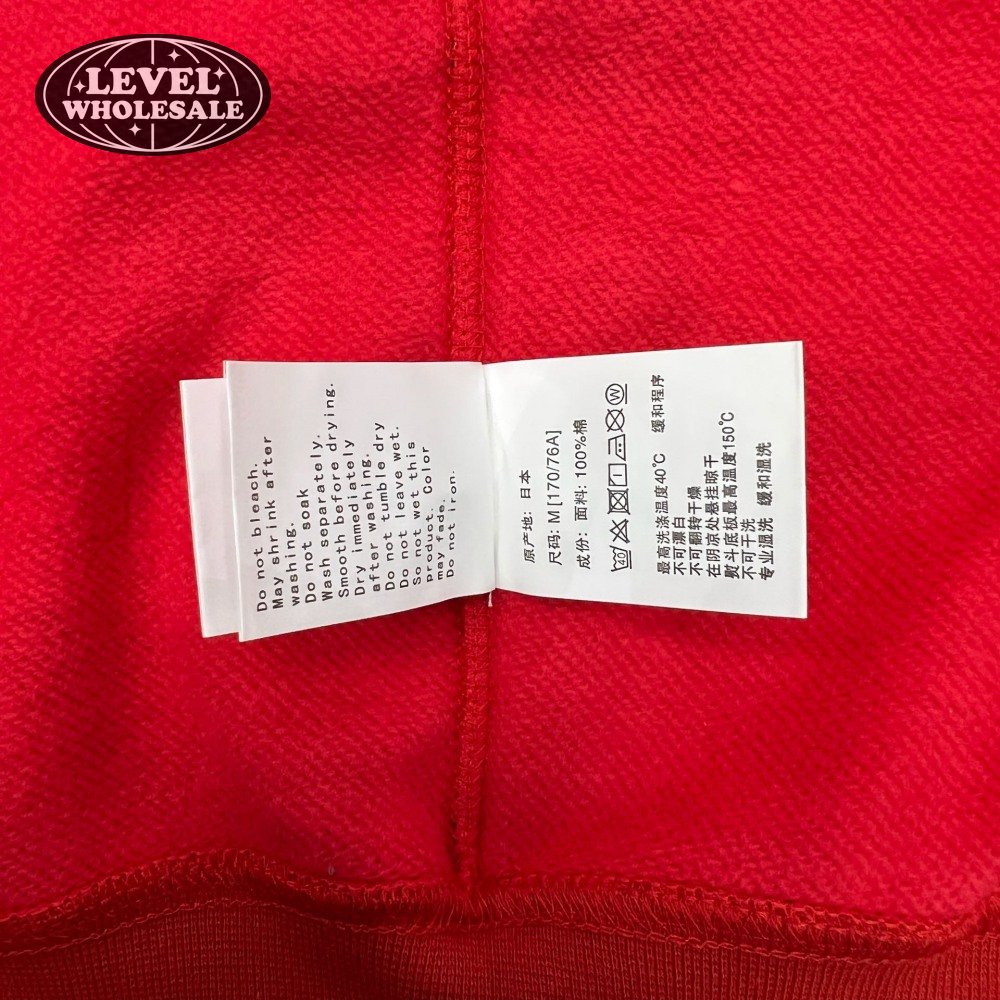 LEVEL
WHOLESALE
Do not bleach.
May shrink after
washing.
Do not soak
Wash separately.
Smooth before drying.
Dry immediately
after washing.
Do not tumble dry
Do not leave wet.
So not wet this
Product. Color
may fade.
Do not iron.
原产地: 日本
尺码: M [170/76A]
成份: 面料: 100%棉
40 W
最高洗涤温度40℃ 缓和程序
不可漂白
不可翻转干燥
在阴凉处悬挂晾干
熨斗底板最高温度150℃
不可干洗
专业湿洗 缓和湿洗